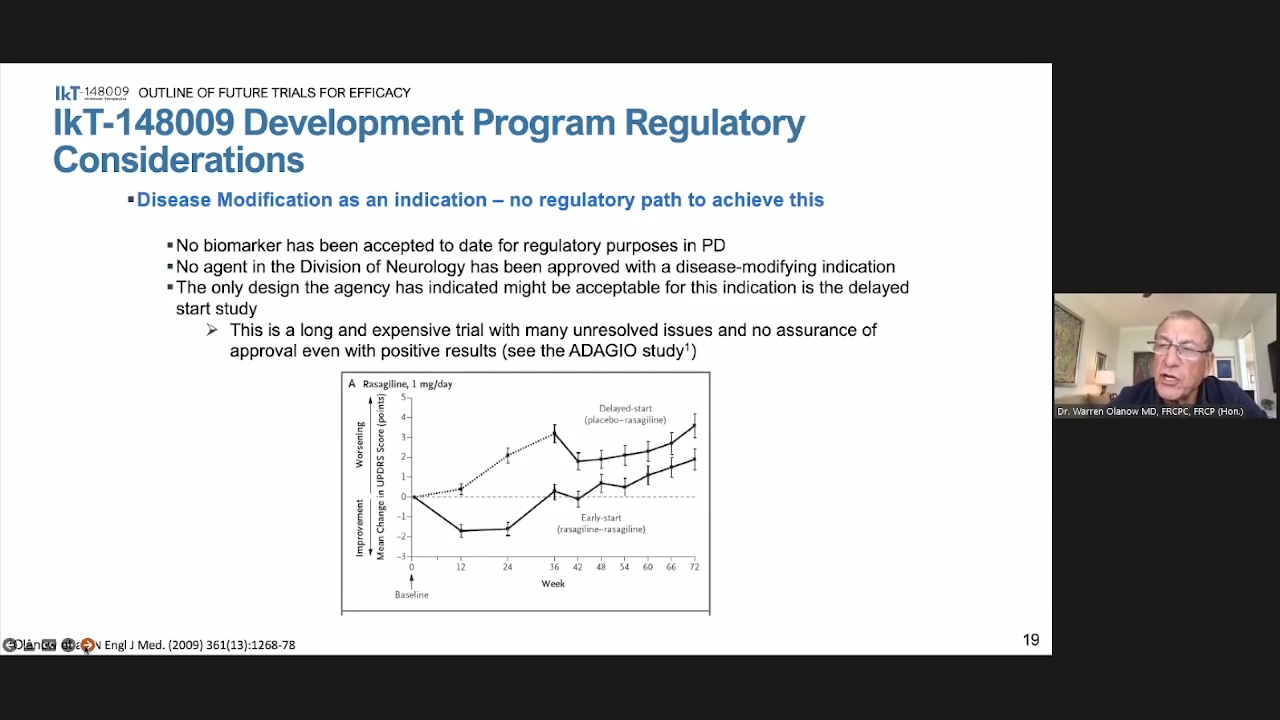 IkT-148009 OUTLINE OF FUTURE TRIALS FOR EFFICACY
IkT-148009 Development Program Regulatory
Considerations
▪Disease Modification as an indication – no regulatory path to achieve this
▪No biomarker has been accepted to date for regulatory purposes in PD
▪No agent in the Division of Neurology has been approved with a disease-modifying indication
▪The only design the agency has indicated might be acceptable for this indication is the delayed
start study
➢ This is a long and expensive trial with many unresolved issues and no assurance of
approval even with positive results (see the ADAGIO study¹)
A Rasagiline, 1 mg/day
Worsening
Improvement
Mean Change in UPDRS Score (points)
5
4
3
2
1
0
−1
−2
−3
Delayed-start
(placebo–rasagiline)
Early-start
(rasagiline–rasagiline)
0 12 24 36 42 48 54 60 66 72
Week
Baseline
N Engl J Med. (2009) 361(13):1268-78
19
Dr. Warren Olanow MD, FRCPC, FRCP (Hon.)